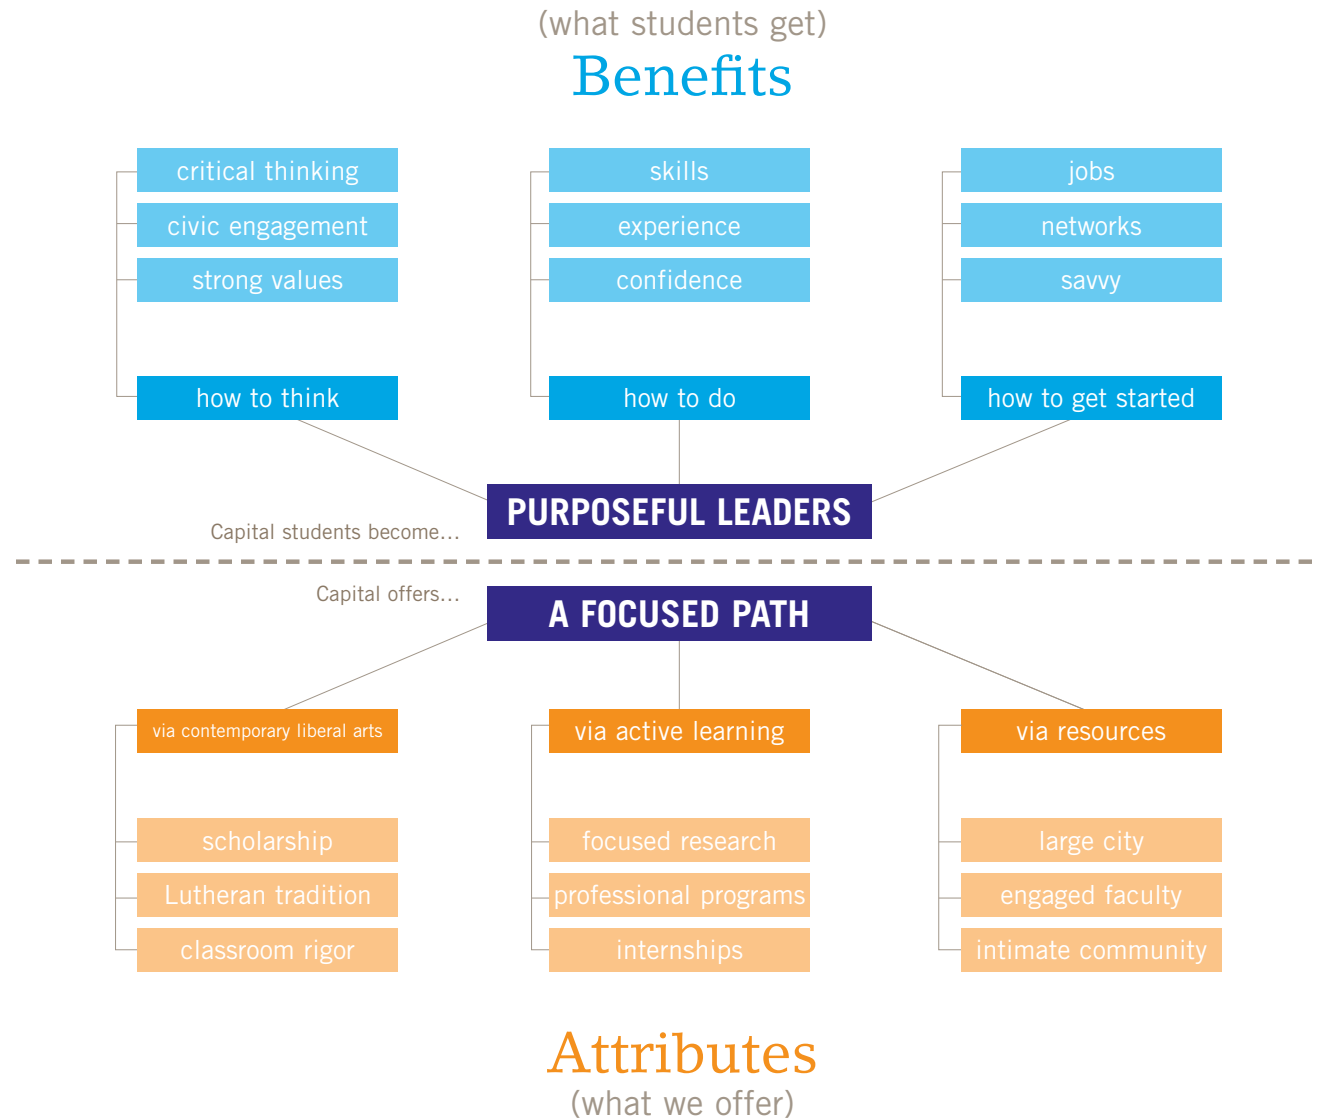 (what students get)
Benefits
critical thinking
skills
jobs
civic engagement
experience
networks
strong values
confidence
savvy
how to think
how to do
how to get started
PURPOSEFUL LEADERS
Capital students become…
Capital offers…
A FOCUSED PATH
via contemporary liberal arts
via active learning
via resources
scholarship
focused research
large city
Lutheran tradition
professional programs
engaged faculty
classroom rigor
internships
intimate community
Attributes
(what we offer)